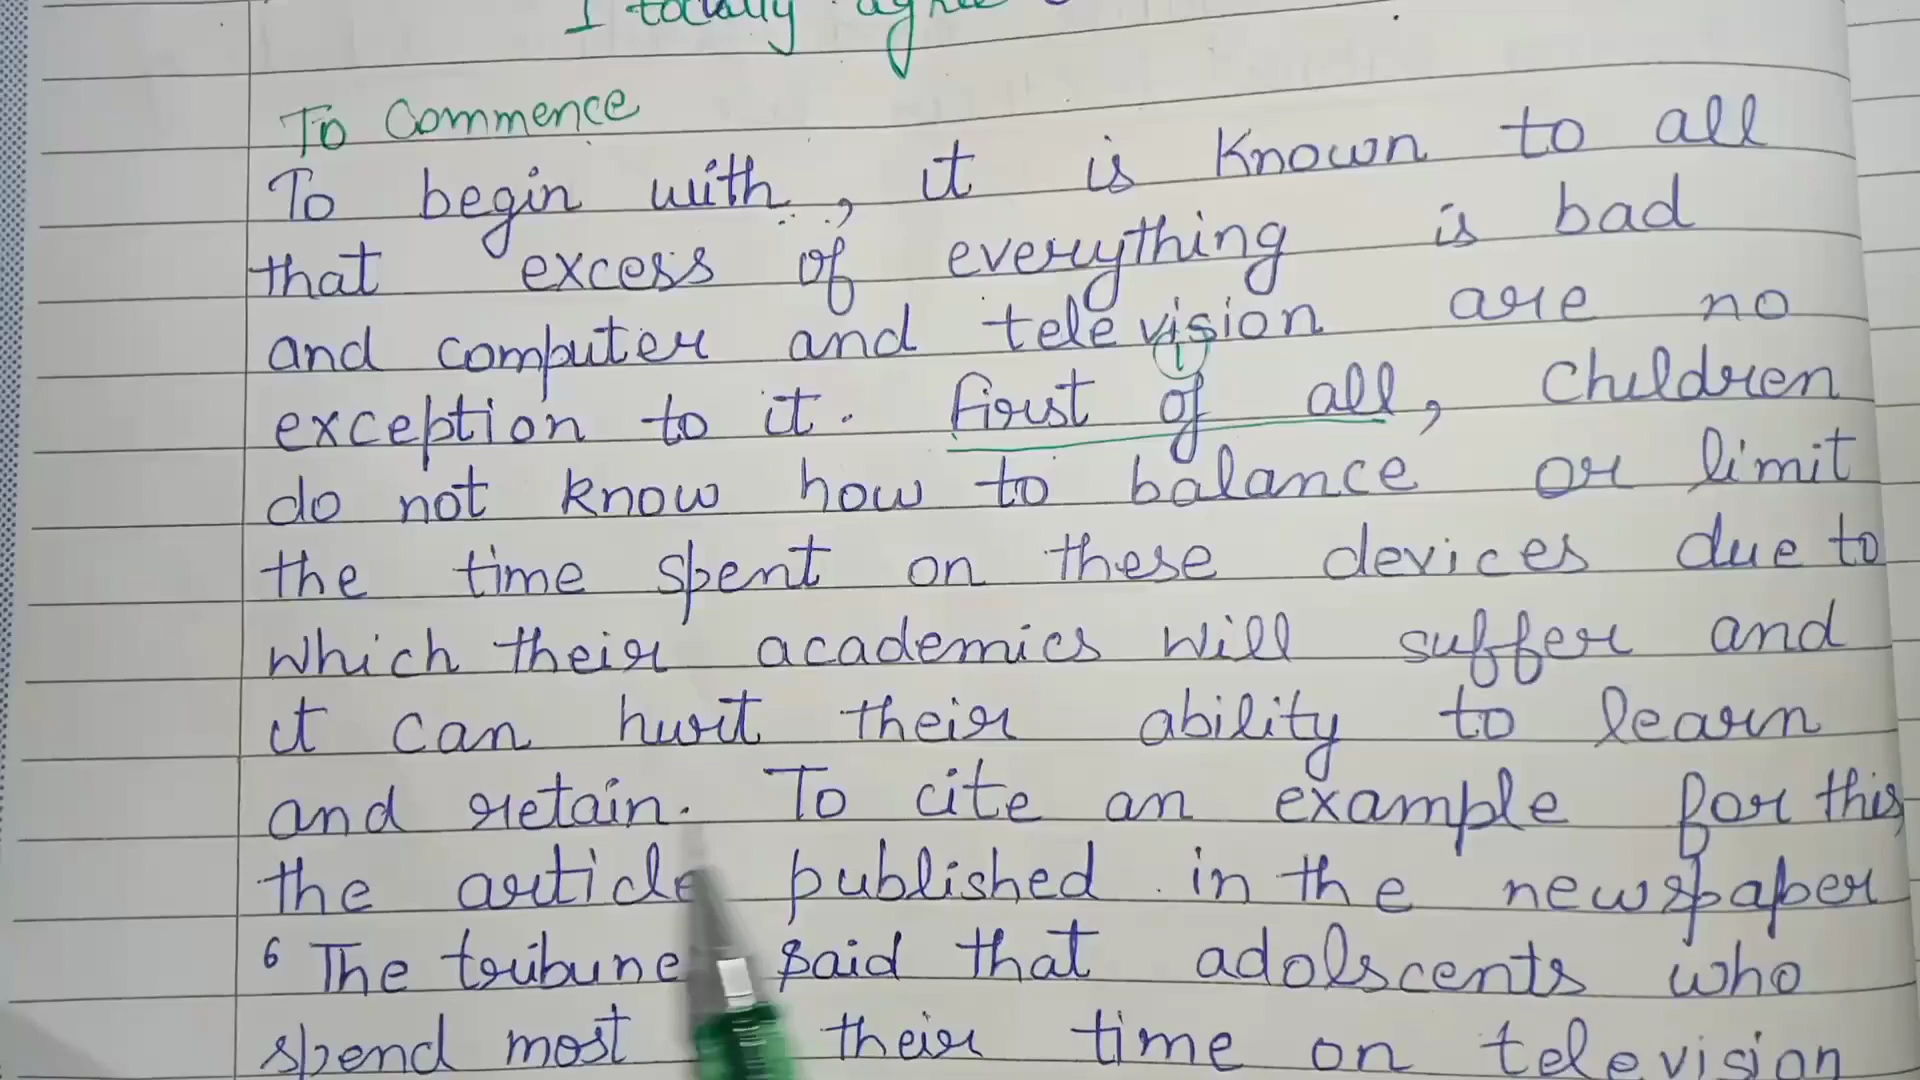 I totally agree
To Commence
To begin with, it is known to all
that excess of everything is bad
and computer and television are no
exception to it. first of all, children
do not know how to balance or limit
the time spent on these devices due to
which their academics will suffer and
it can hurt their ability to learn
and retain. To cite an example for this,
the article published in the newspaper
‘The tribune said that adolscents who
spend most their time on television